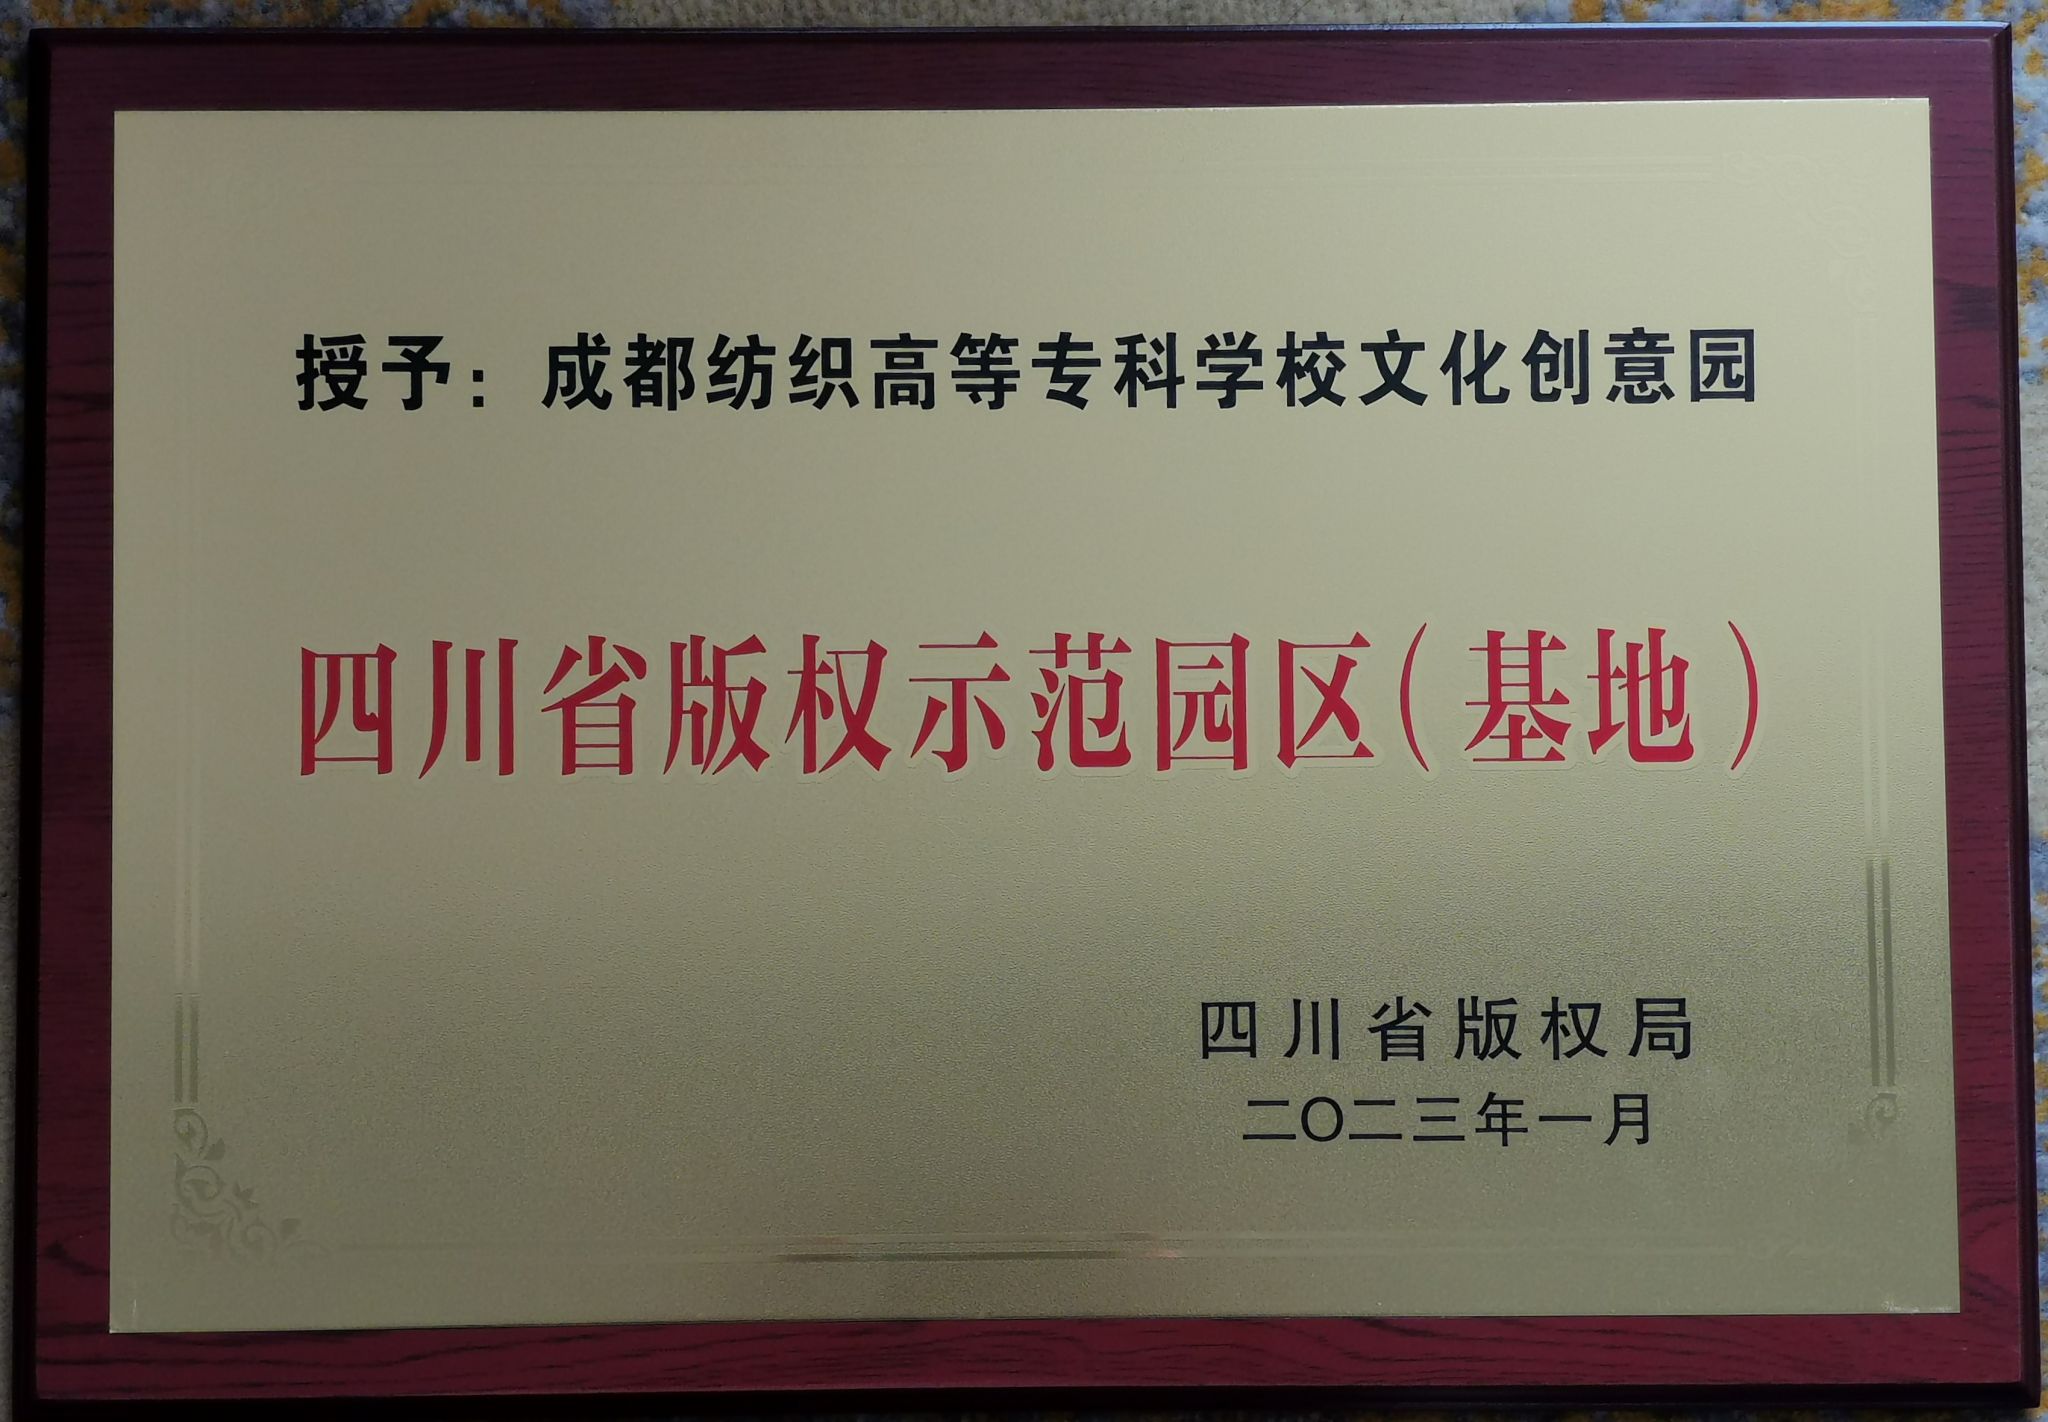 授予：成都纺织高等专科学校文化创意园
四川省版权示范园区（基地）
四川省版权局
二〇二三年一月